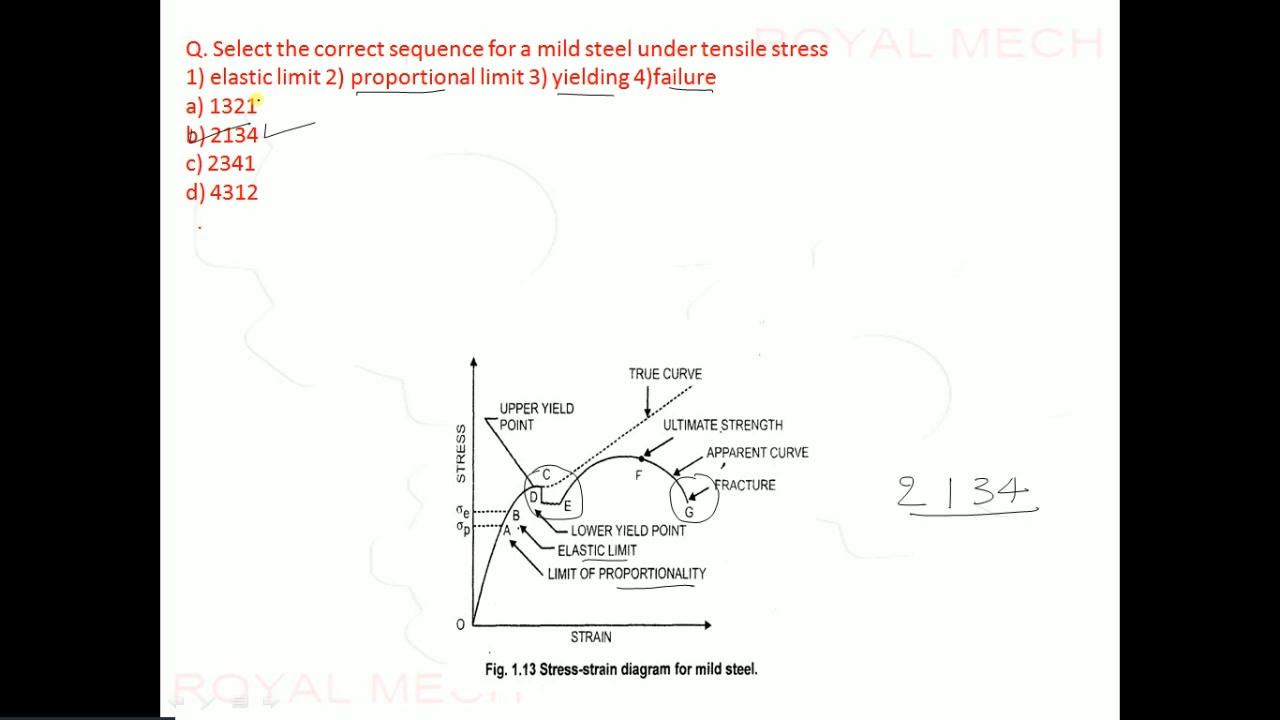 ROYAL MECH
Q. Select the correct sequence for a mild steel under tensile stress
1) elastic limit 2) proportional limit 3) yielding 4)failure
a) 1321
b) 2134
c) 2341
d) 4312
.
TRUE CURVE
UPPER YIELD
POINT
ULTIMATE STRENGTH
STRESS
APPARENT CURVE
C
F
FRACTURE
D
E
G
2134
σe
B
σp
A
LOWER YIELD POINT
ELASTIC LIMIT
LIMIT OF PROPORTIONALITY
O
STRAIN
Fig. 1.13 Stress-strain diagram for mild steel.
ROYAL MECH